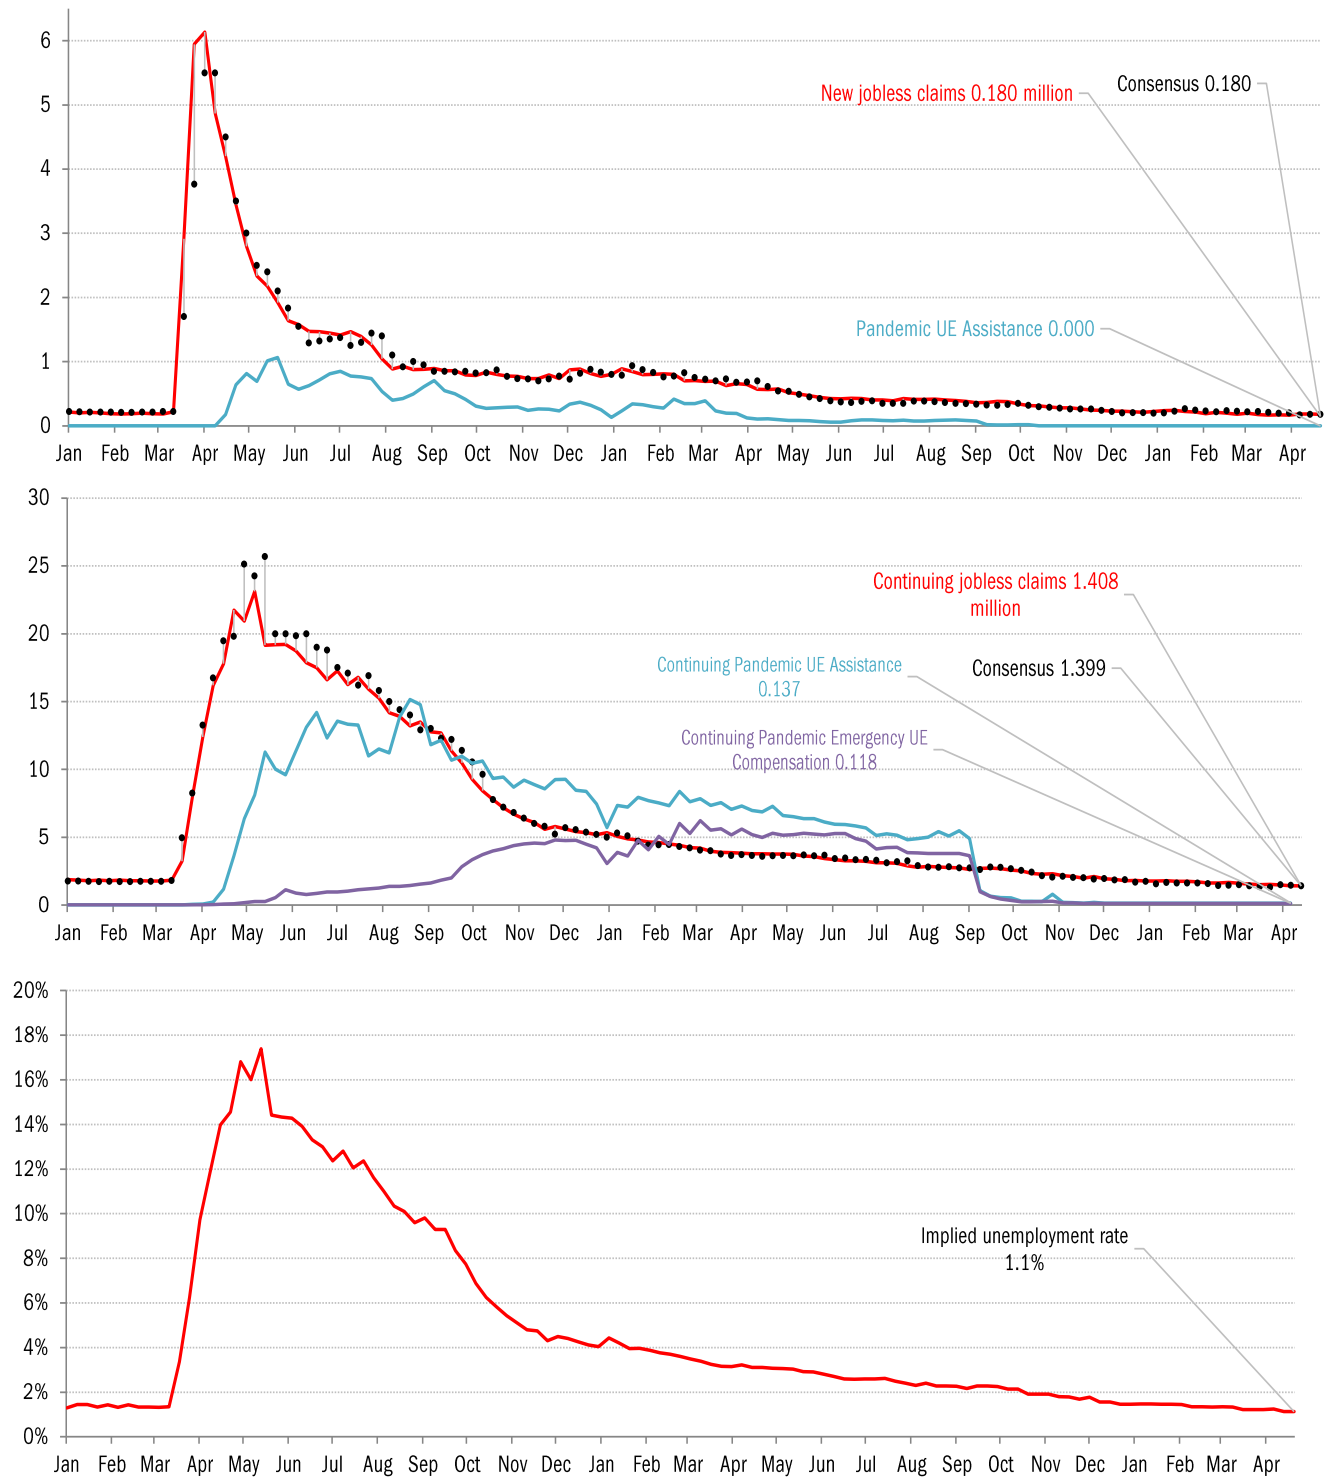 6
5
4
3
2
1
0
New jobless claims 0.180 million
Consensus 0.180
Pandemic UE Assistance 0.000
Jan Feb Mar Apr May Jun Jul Aug Sep Oct Nov Dec Jan Feb Mar Apr May Jun Jul Aug Sep Oct Nov Dec Jan Feb Mar Apr
30
25
20
15
10
5
0
Continuing jobless claims 1.408
million
Continuing Pandemic UE Assistance
0.137
Consensus 1.399
Continuing Pandemic Emergency UE
Compensation 0.118
Jan Feb Mar Apr May Jun Jul Aug Sep Oct Nov Dec Jan Feb Mar Apr May Jun Jul Aug Sep Oct Nov Dec Jan Feb Mar Apr
20%
18%
16%
14%
12%
10%
8%
6%
4%
2%
0%
Implied unemployment rate
1.1%
Jan Feb Mar Apr May Jun Jul Aug Sep Oct Nov Dec Jan Feb Mar Apr May Jun Jul Aug Sep Oct Nov Dec Jan Feb Mar Apr